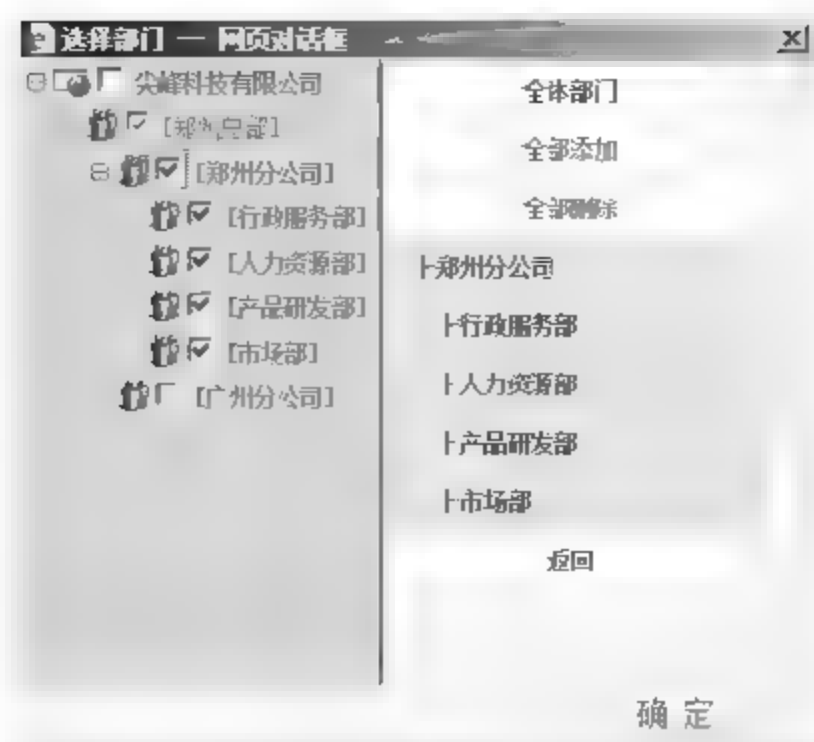 选择部门 — 网页对话框
尖峰科技有限公司
[郑州总部]
[郑州分公司]
[行政服务部]
[人力资源部]
[产品研发部]
[市场部]
[广州分公司]
全体部门
全部添加
全部删除
├郑州分公司
├行政服务部
├人力资源部
├产品研发部
├市场部
返回
确 定